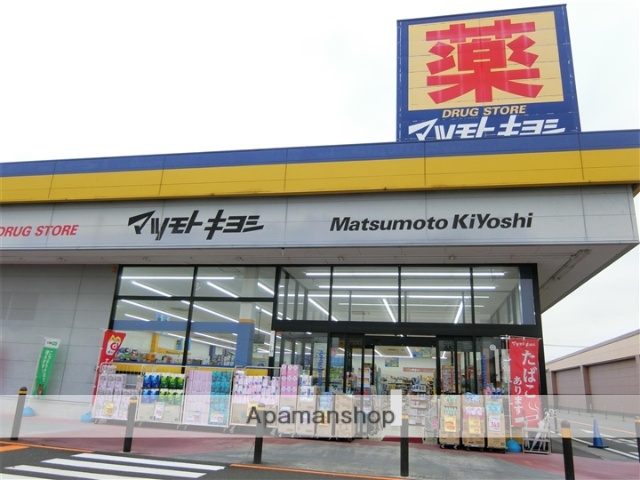 薬
DRUG STORE
マツモトキヨシ
DRUG STORE
マツモトキヨシ
Matsumoto KiYoshi
たばこあります
Apamanshop